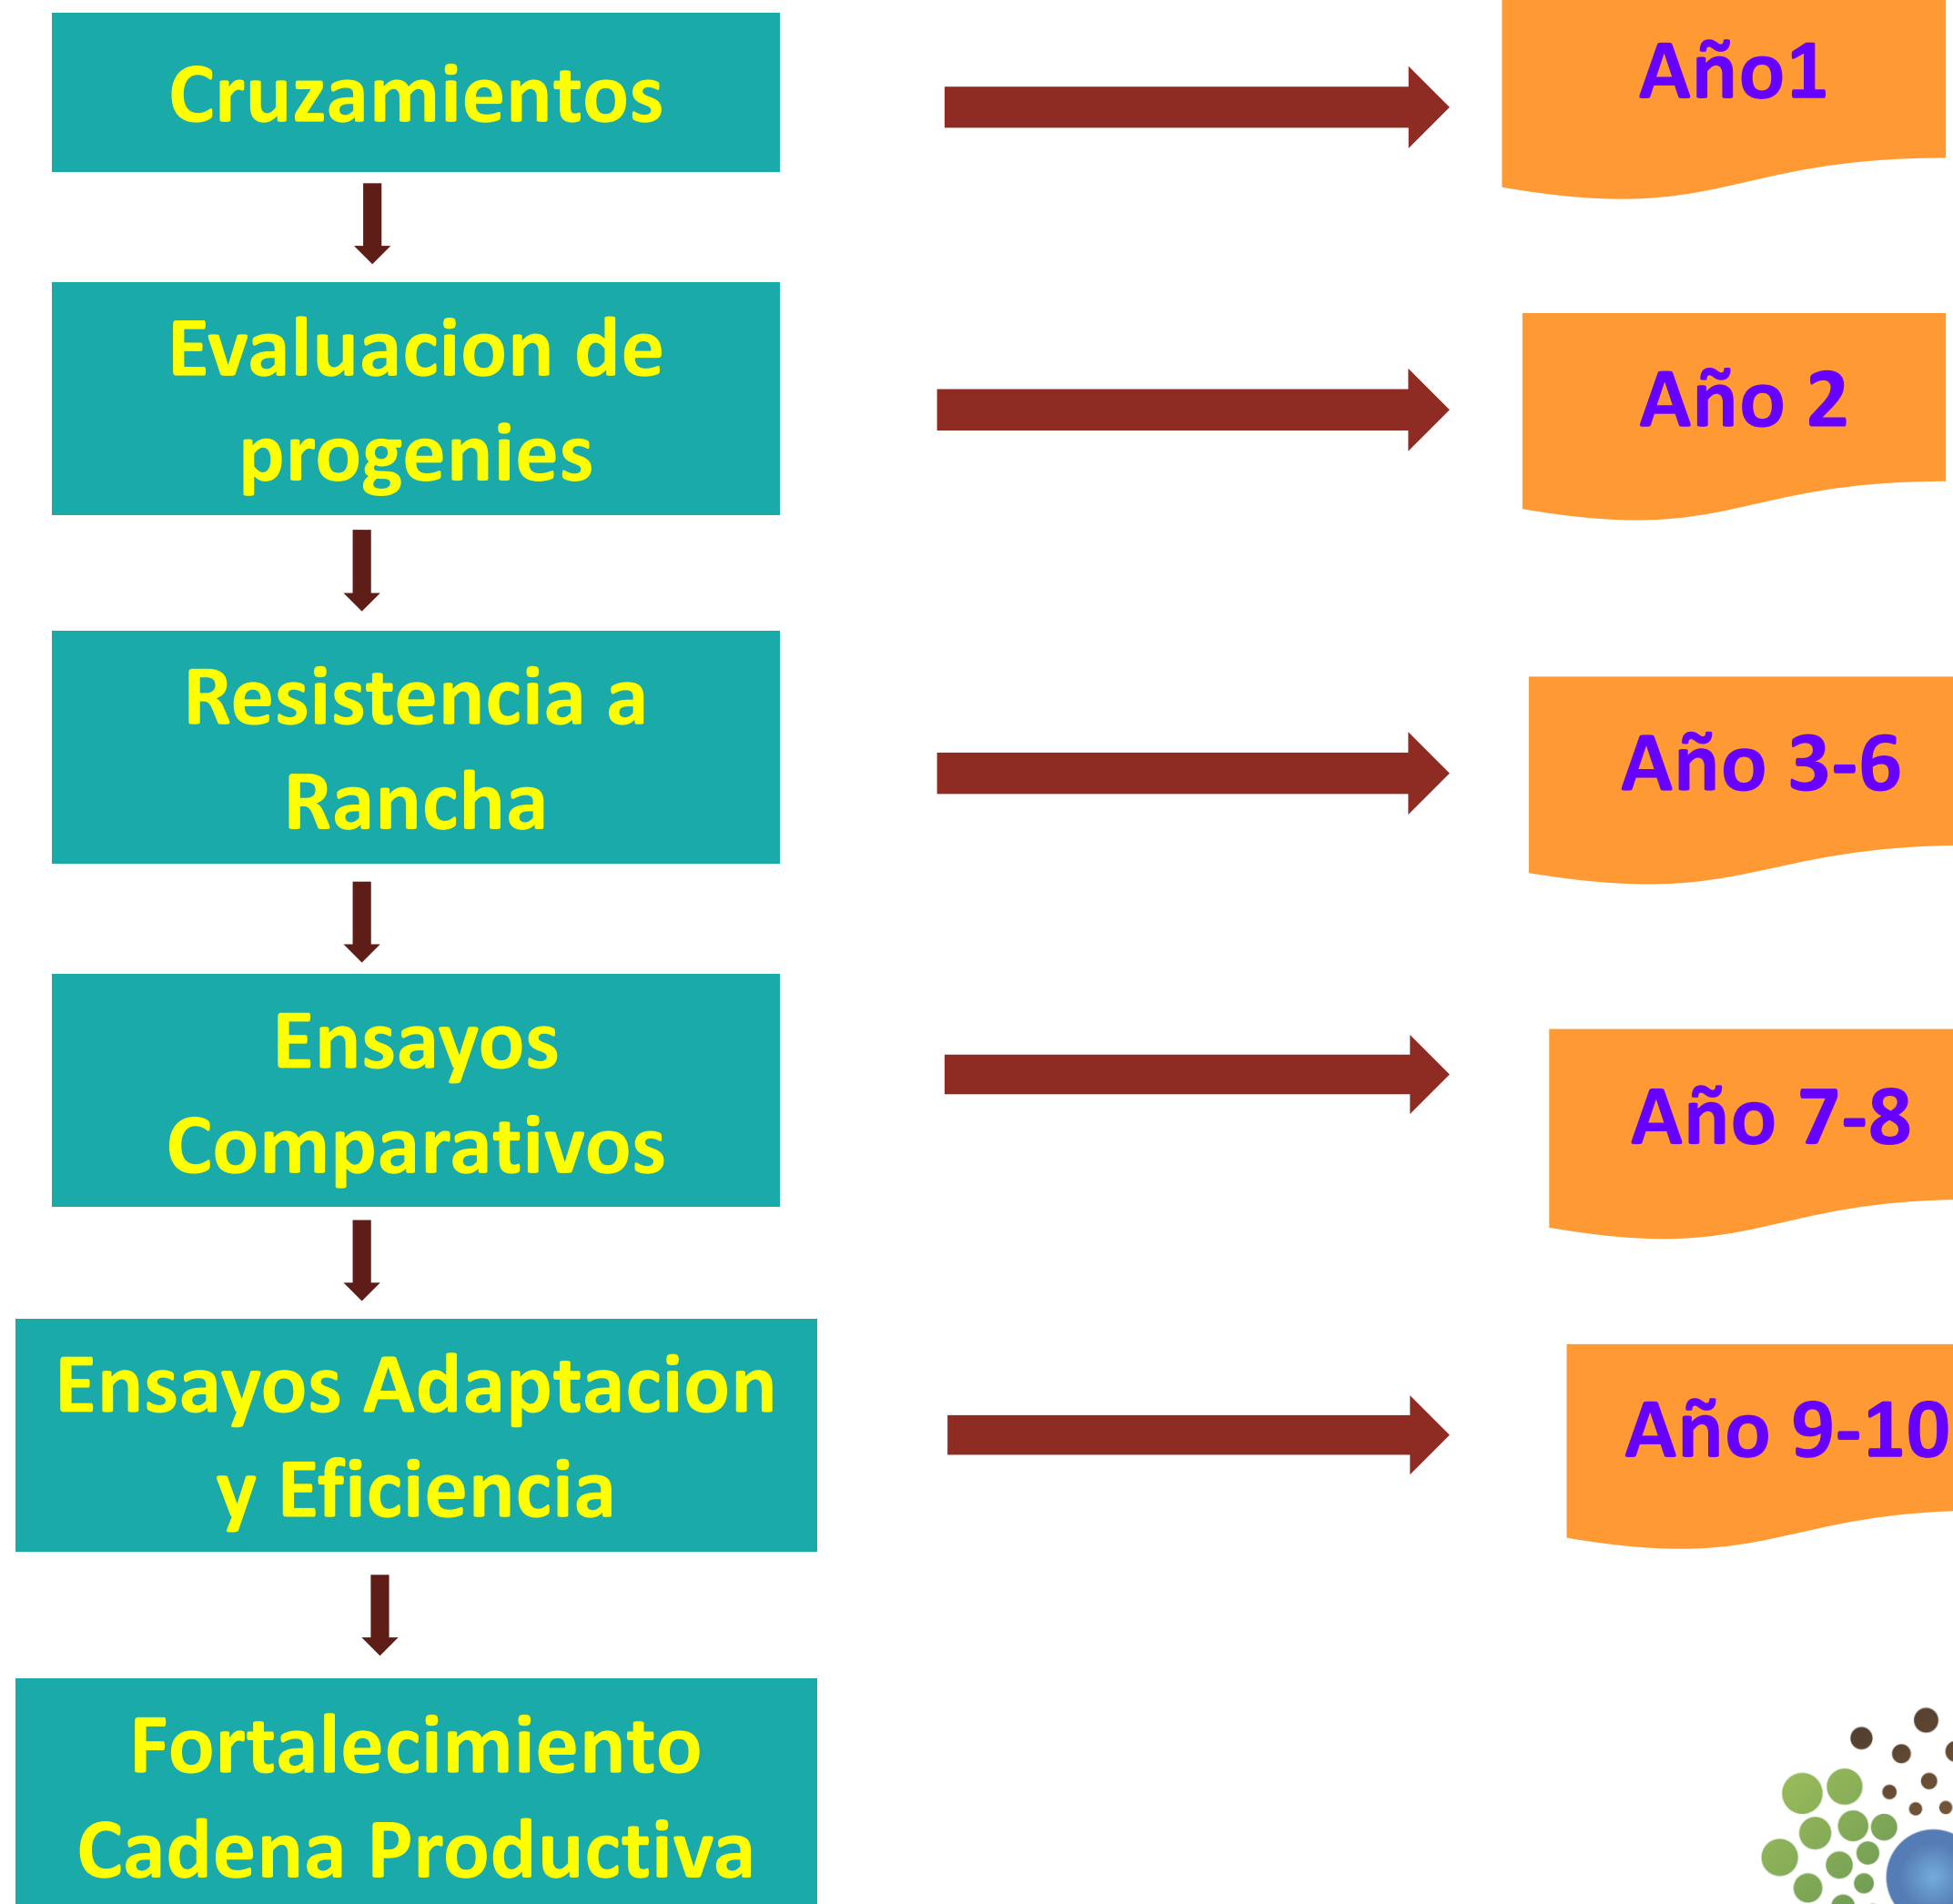 Cruzamientos
Año1
Evaluacion de
progenies
Año 2
Resistencia a
Rancha
Año 3-6
Ensayos
Comparativos
Año 7-8
Ensayos Adaptacion
y Eficiencia
Año 9-10
Fortalecimiento
Cadena Productiva